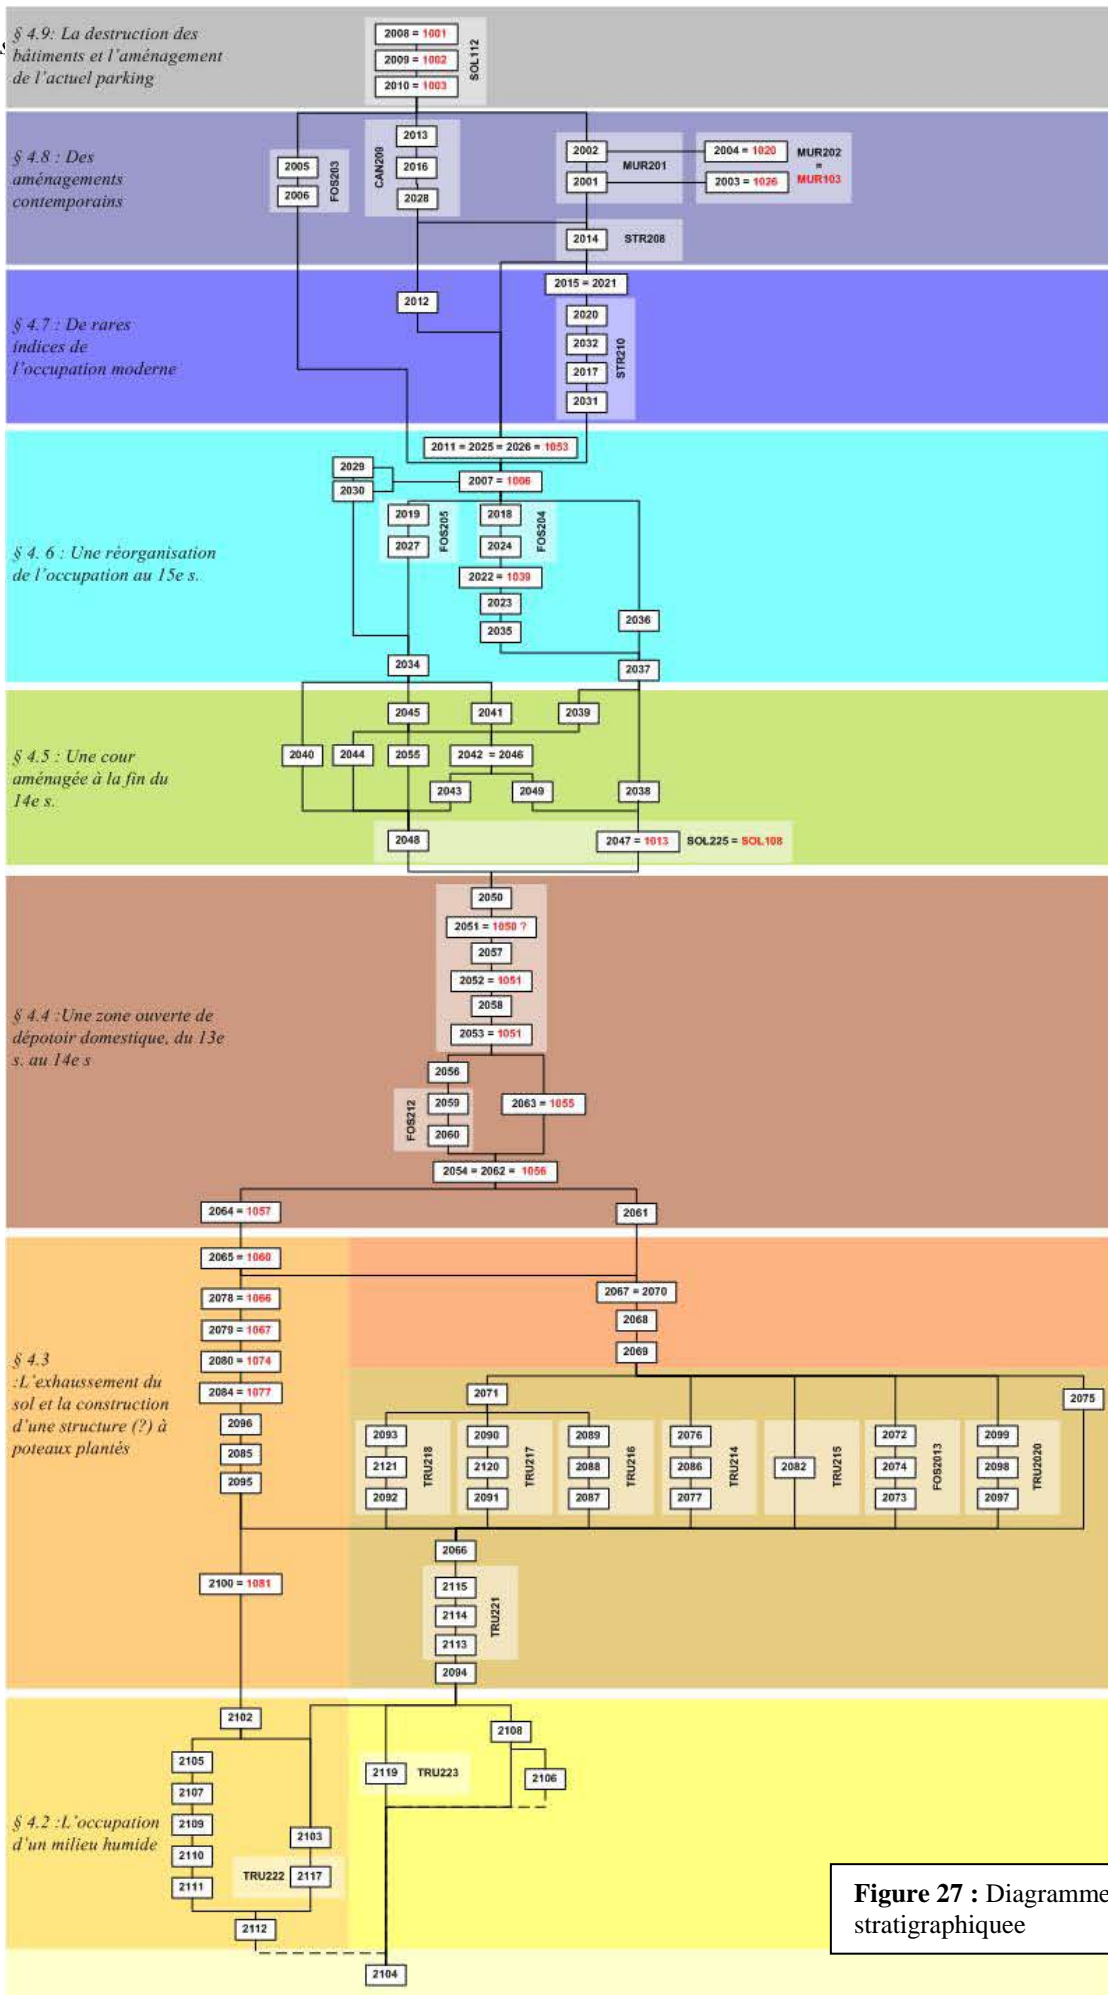 § 4.9: La destruction des
bâtiments et l'aménagement
de l'actuel parking
2008 = 1001
2009 = 1002
2010 = 1003
SOL112
§ 4.8 : Des
aménagements
contemporains
2005
2006
FOS203
CAN209
2013
2016
2028
2002
2001
MUR201
2004 = 1020
2003 = 1026
MUR202
=
MUR103
2014
STR208
§ 4.7 : De rares
indices de
l'occupation moderne
2012
2015 = 2021
2020
2032
2017
2031
STR210
§ 4. 6 : Une réorganisation
de l'occupation au 15e s.
2011 = 2025 = 2026 = 1053
2029
2030
2007 = 1006
2019
2027
FOS205
2018
2024
FOS204
2022 = 1039
2023
2035
2036
2034
2037
§ 4.5 : Une cour
aménagée à la fin du
14e s.
2045
2041
2039
2040
2044
2055
2042 = 2046
2043
2049
2038
2048
2047 = 1013
SOL225 = SOL108
§ 4.4 :Une zone ouverte de
dépotoir domestique, du 13e
s. au 14e s
2050
2051 = 1050 ?
2057
2052 = 1051
2058
2053 = 1051
2056
2059
2060
FOS212
2063 = 1055
2054 = 2062 = 1056
2064 = 1057
2061
§ 4.3
:L'exhaussement du
sol et la construction
d'une structure (?) à
poteaux plantés
2065 = 1060
2078 = 1066
2079 = 1067
2080 = 1074
2084 = 1077
2096
2085
2095
2067 = 2070
2068
2069
2071
2075
2093
2121
2092
TRU218
2090
2120
2091
TRU217
2089
2088
2087
TRU216
2076
2086
2077
TRU214
2082
TRU215
2072
2074
2073
FOS2013
2099
2098
2097
TRU2020
2066
2100 = 1081
2115
2114
2113
TRU221
2094
§ 4.2 :L'occupation
d'un milieu humide
2102
2105
2107
2109
2110
2111
2103
TRU222
2117
2112
2108
2119
TRU223
2106
2104
Figure 27 : Diagramme
stratigraphiquee